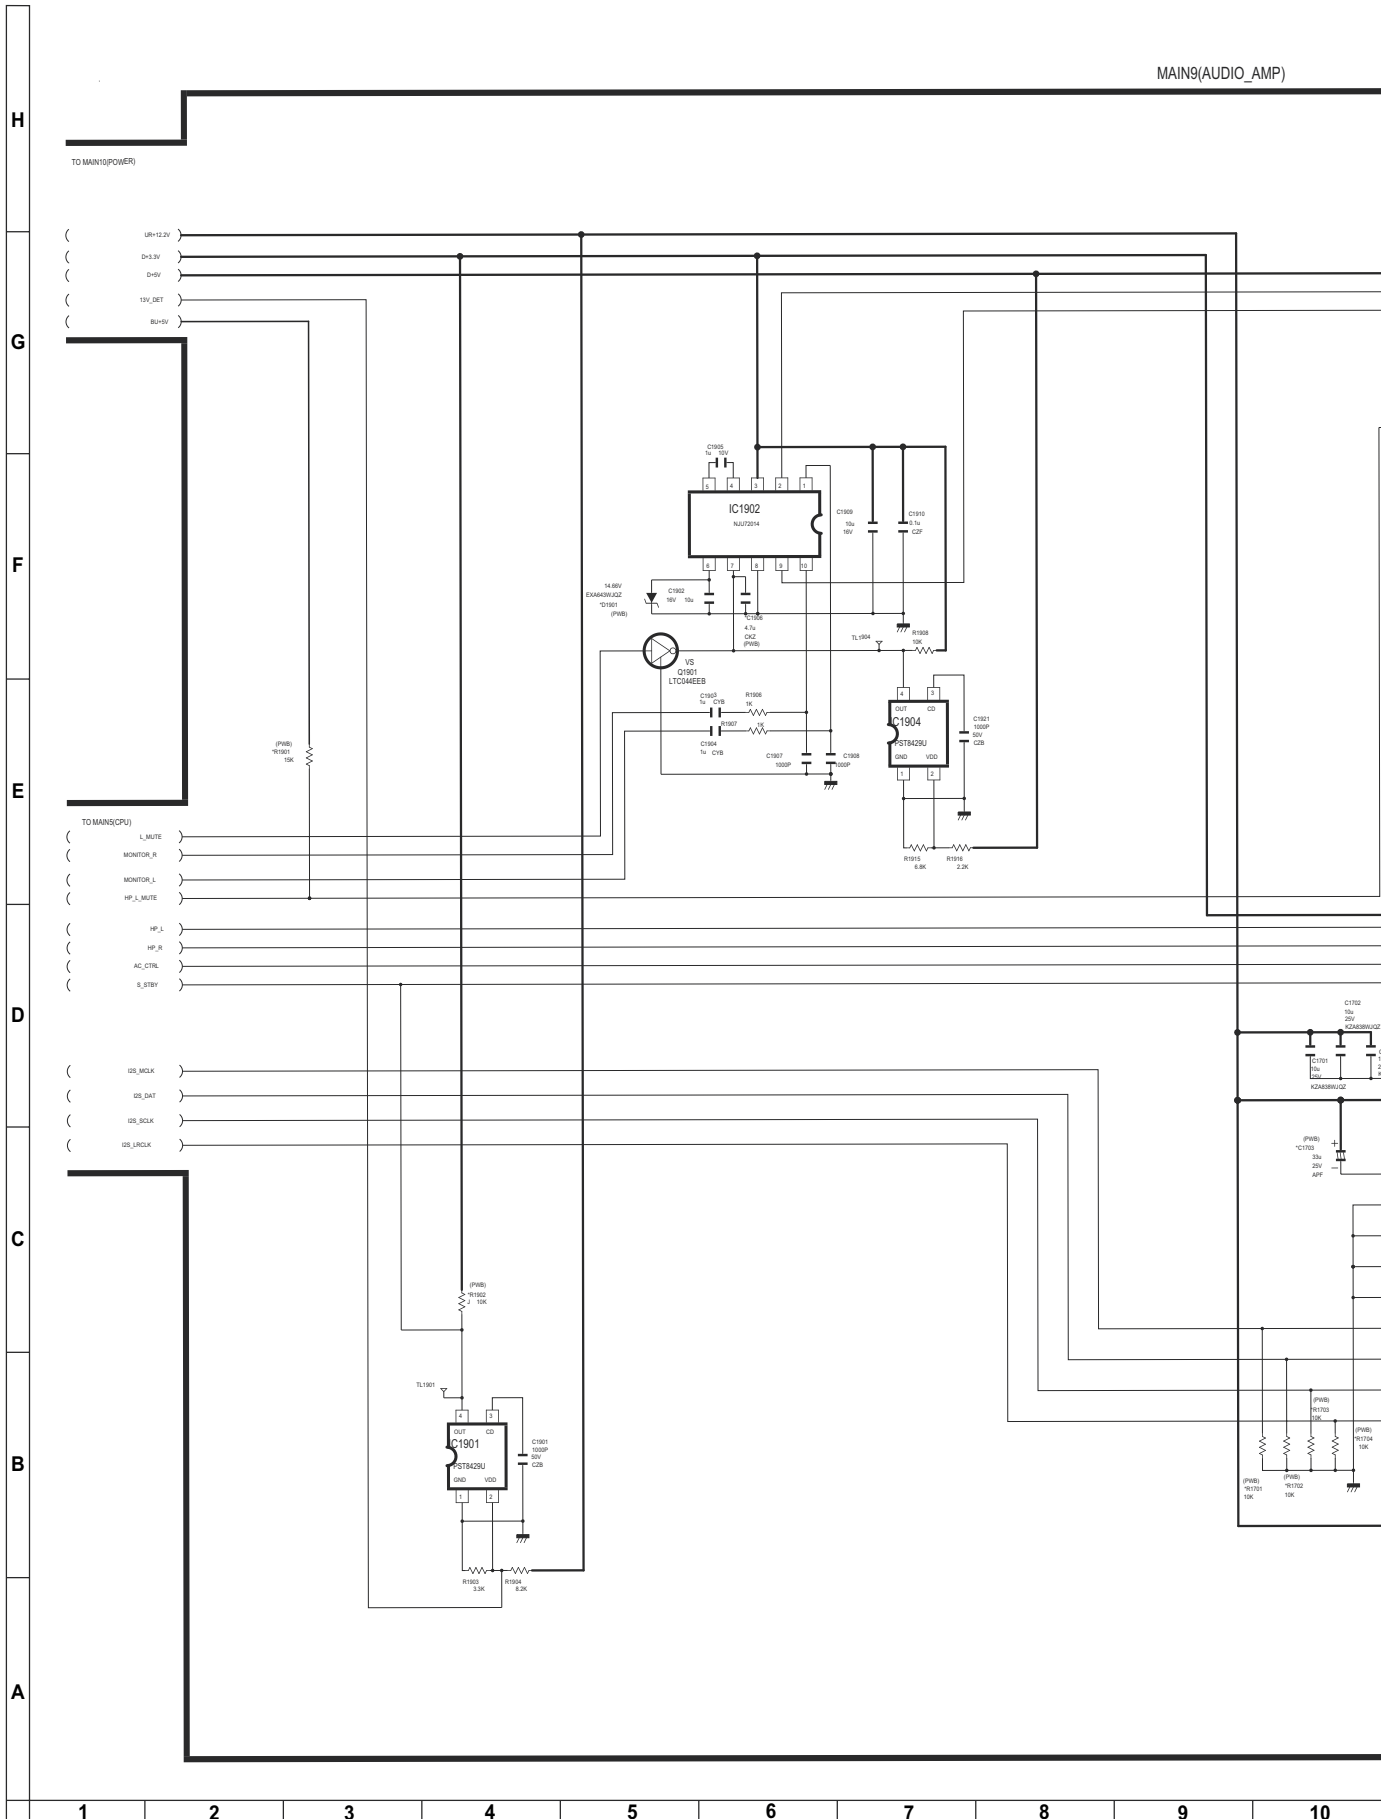 MAIN9(AUDIO_AMP)
H
TO MAIN10(POWER)
UR+12.2V
D+3.3V
D+5V
13V_DET
BU+5V
G
C1905
1u 10V
5 4 3 2 1
IC1902
NJU72014
C1909
10u
16V
C1910
0.1u
CZF
F
6 7 8 9 10
14.66V
EXA643WJQZ
*D1901
(PWB)
C1902
16V 10u
*C1906
4.7u
CKZ
(PWB)
TL1904
R1908
10K
VS
Q1901
LTC044EEB
4 3
OUT CD
IC1904
PST8429U
GND VDD
1 2
C1921
1000P
50V
CZB
C1903
1u CYB
R1906
1K
R1907
1K
C1904
1u CYB
C1907
1000P
C1908
1000P
(PWB)
*R1901
15K
E
TO MAIN5(CPU)
L_MUTE
MONITOR_R
MONITOR_L
HP_L_MUTE
R1915
6.8K
R1916
2.2K
HP_L
HP_R
AC_CTRL
S_STBY
D
C1702
10u
25V
KZA838WJQZ
C1701
10u
25V
KZA838WJQZ
I2S_MCLK
I2S_DAT
I2S_SCLK
I2S_LRCLK
(PWB)
*C1703
33u
25V
APF
+
−
C
(PWB)
*R1902
J 10K
TL1901
4 3
OUT CD
IC1901
PST8429U
GND VDD
1 2
C1901
1000P
50V
CZB
B
(PWB)
*R1703
10K
(PWB)
*R1704
10K
(PWB)
*R1701
10K
(PWB)
*R1702
10K
R1903
3.3K
R1904
8.2K
A
1 2 3 4 5 6 7 8 9 10